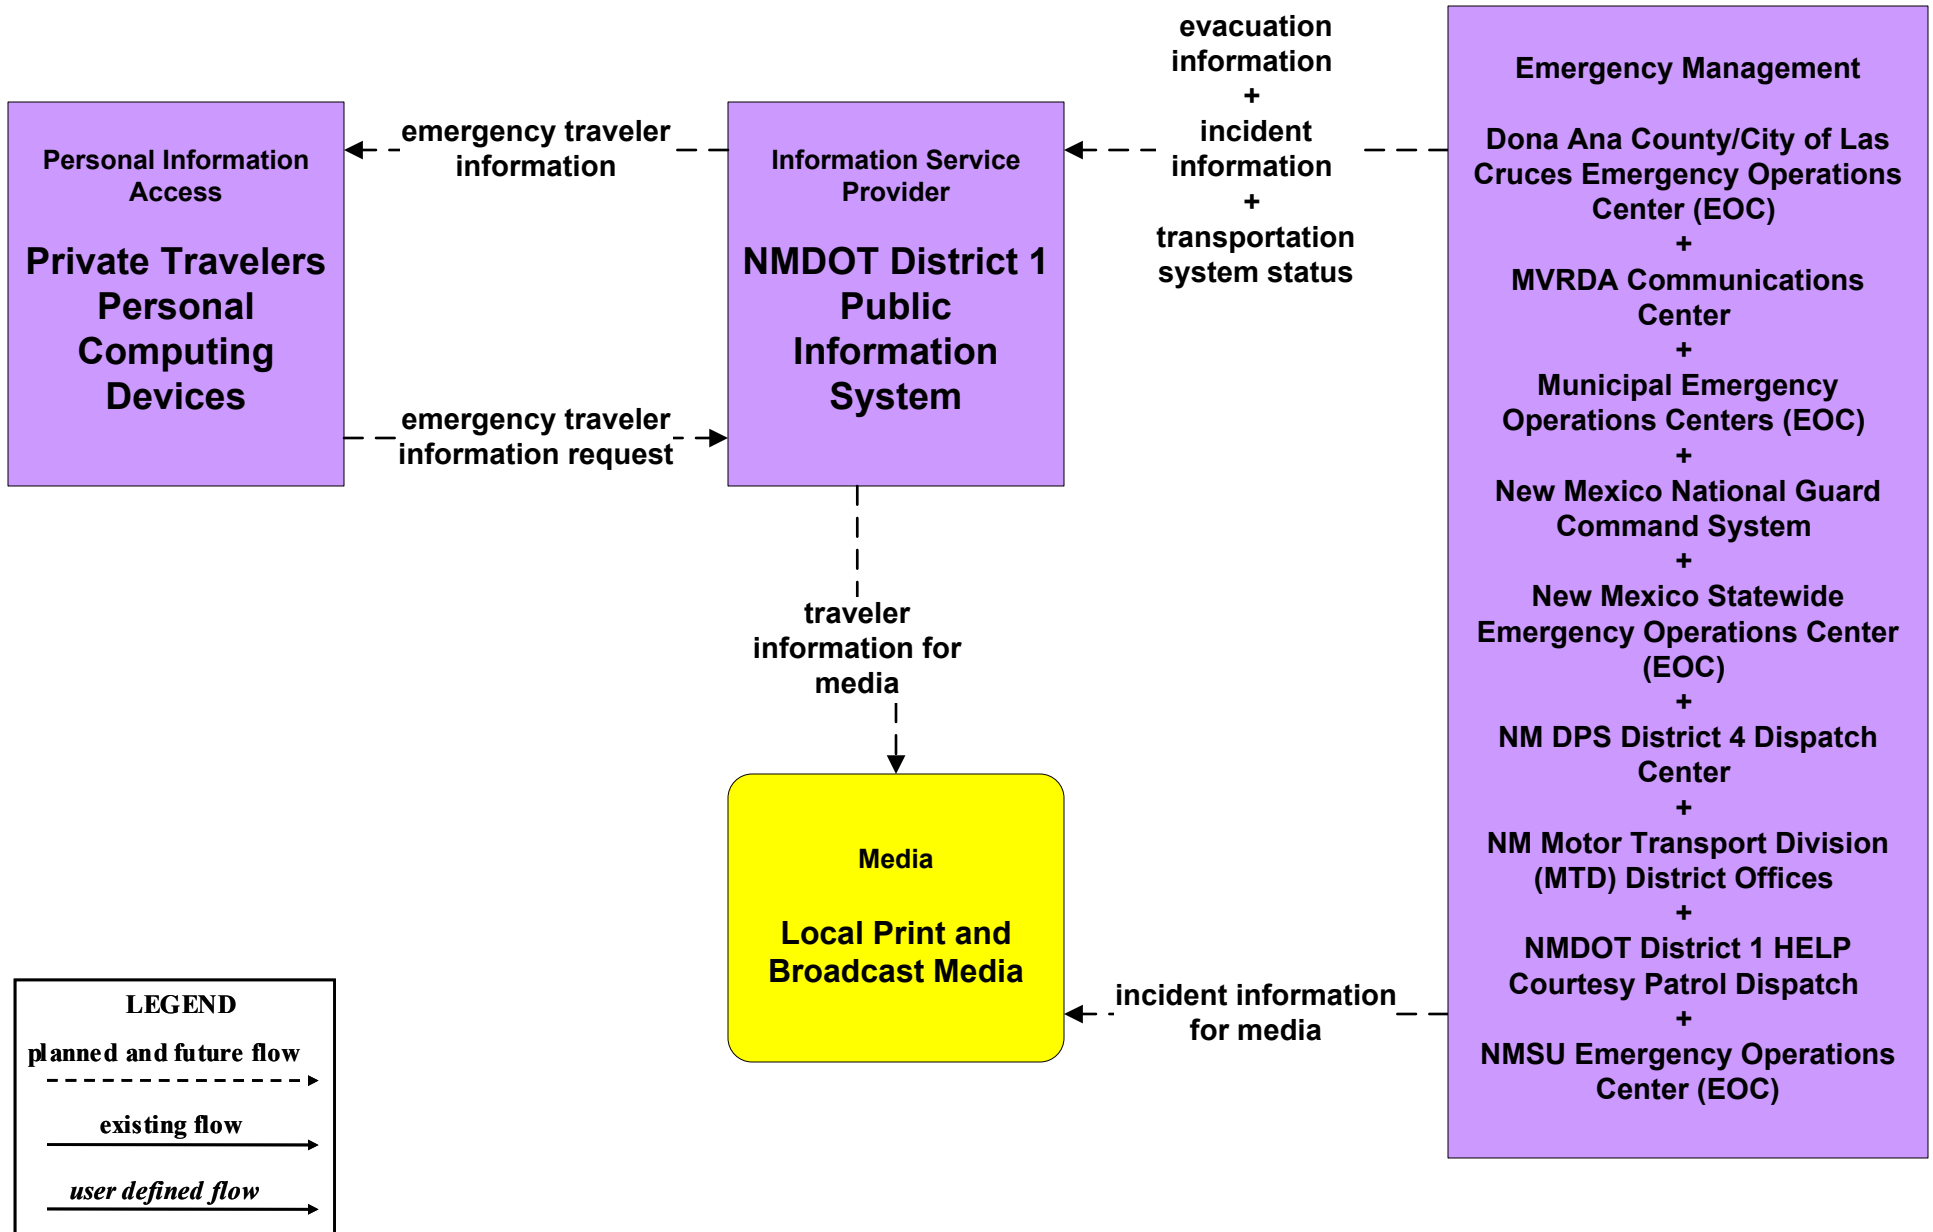 Personal Information
Access
Private Travelers
Personal
Computing
Devices
emergency traveler
information
emergency traveler
information request
Information Service
Provider
NMDOT District 1
Public
Information
System
evacuation
information
+
incident
information
+
transportation
system status
Emergency Management
Dona Ana County/City of Las
Cruces Emergency Operations
Center (EOC)
+
MVRDA Communications
Center
+
Municipal Emergency
Operations Centers (EOC)
+
New Mexico National Guard
Command System
+
New Mexico Statewide
Emergency Operations Center
(EOC)
+
NM DPS District 4 Dispatch
Center
+
NM Motor Transport Division
(MTD) District Offices
+
NMDOT District 1 HELP
Courtesy Patrol Dispatch
+
NMSU Emergency Operations
Center (EOC)
traveler
information for
media
Media
Local Print and
Broadcast Media
incident information
for media
LEGEND
planned and future flow
existing flow
user defined flow